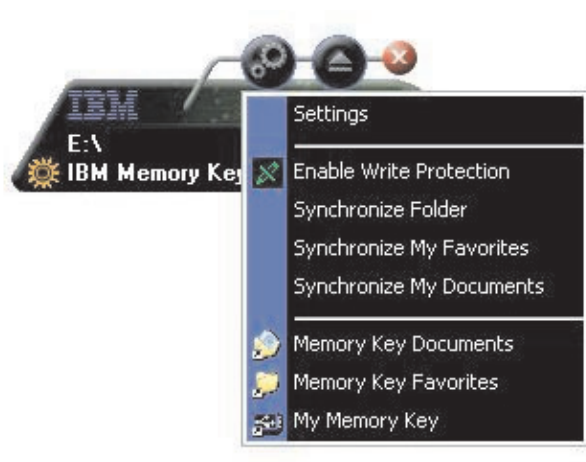 IBM
E:\
IBM Memory Key
Settings
Enable Write Protection
Synchronize Folder
Synchronize My Favorites
Synchronize My Documents
Memory Key Documents
Memory Key Favorites
My Memory Key